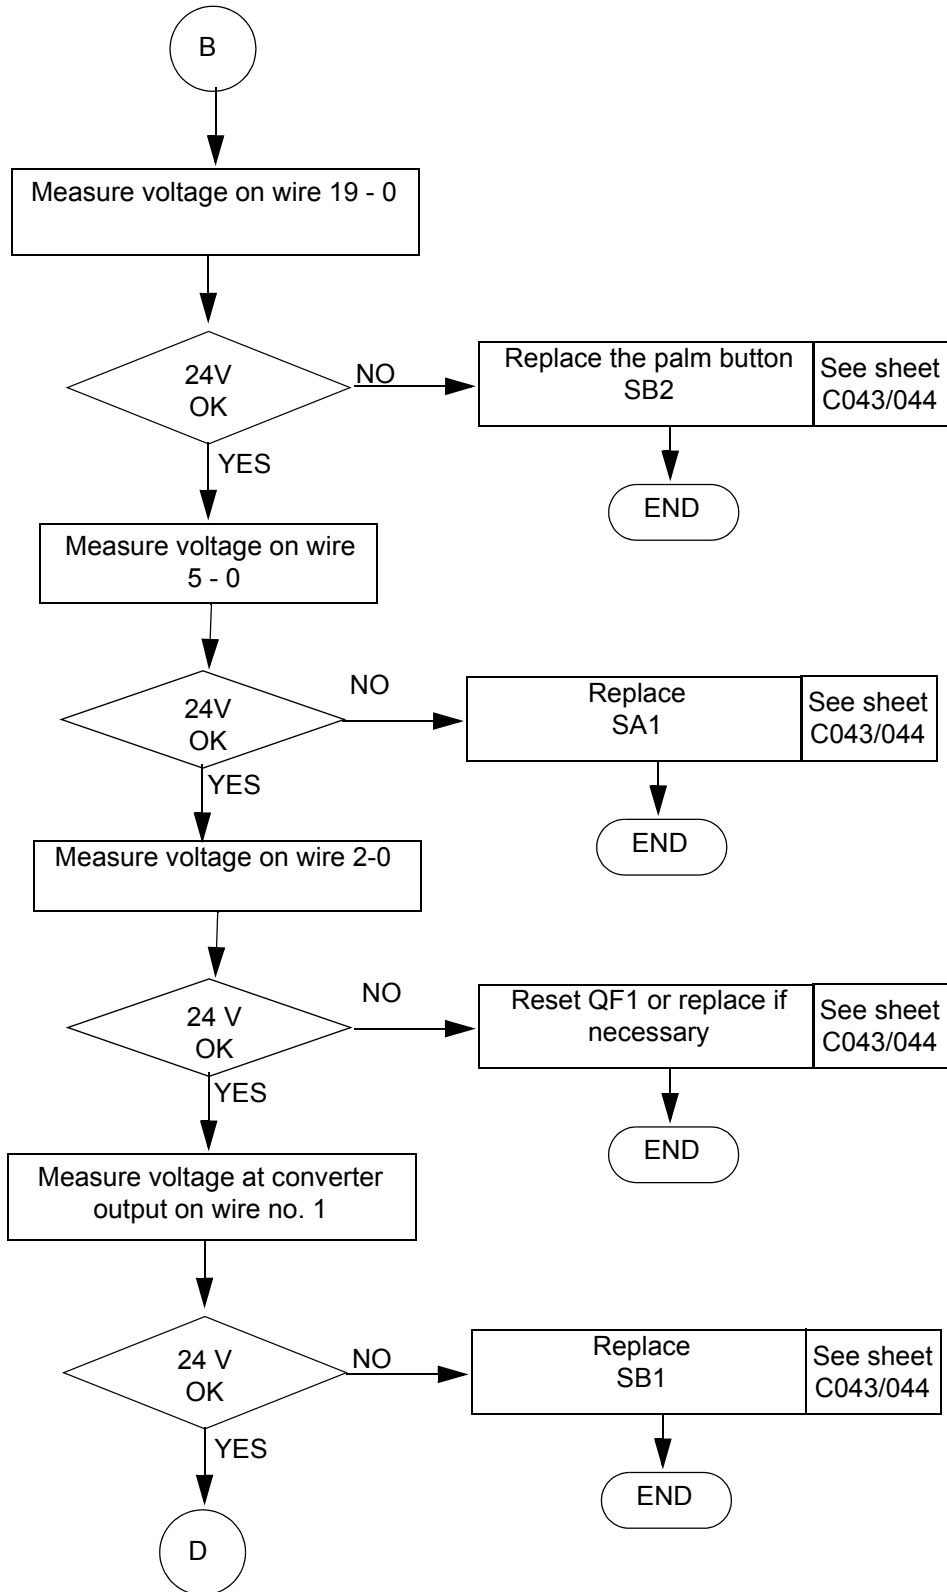 B
Measure voltage on wire 19 - 0
24V
OK
NO
Replace the palm button
SB2
See sheet
C043/044
YES
END
Measure voltage on wire
5 - 0
24V
OK
NO
Replace
SA1
See sheet
C043/044
YES
END
Measure voltage on wire 2-0
24 V
OK
NO
Reset QF1 or replace if
necessary
See sheet
C043/044
YES
END
Measure voltage at converter
output on wire no. 1
24 V
OK
NO
Replace
SB1
See sheet
C043/044
YES
END
D